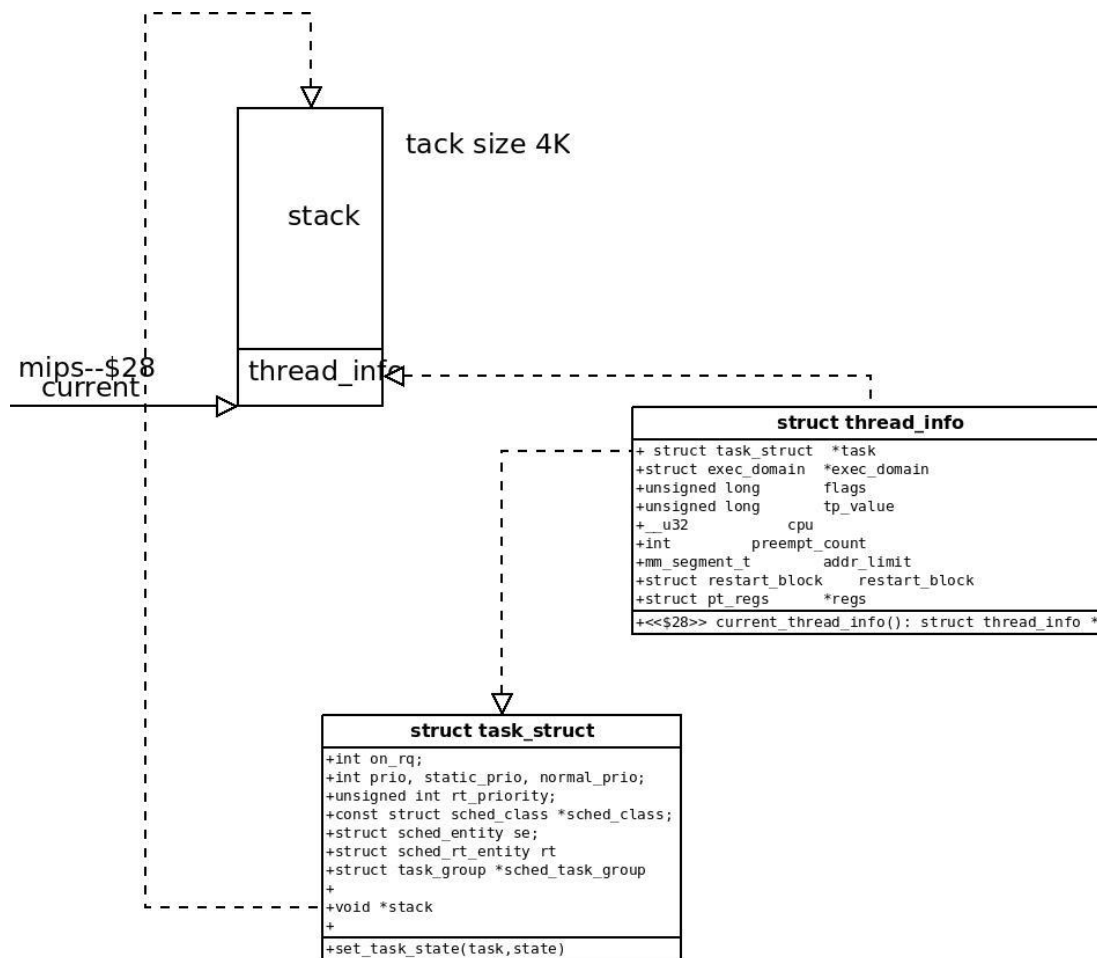 tack size 4K
stack
mips--$28
current
thread_info
struct thread_info
+ struct task_struct  *task
+struct exec_domain  *exec_domain
+unsigned long       flags
+unsigned long       tp_value
+__u32            cpu
+int          preempt_count
+mm_segment_t         addr_limit
+struct restart_block    restart_block
+struct pt_regs      *regs
+<<$28>> current_thread_info(): struct thread_info *
struct task_struct
+int on_rq;
+int prio, static_prio, normal_prio;
+unsigned int rt_priority;
+const struct sched_class *sched_class;
+struct sched_entity se;
+struct sched_rt_entity rt
+struct task_group *sched_task_group
+
+void *stack
+
+set_task_state(task,state)